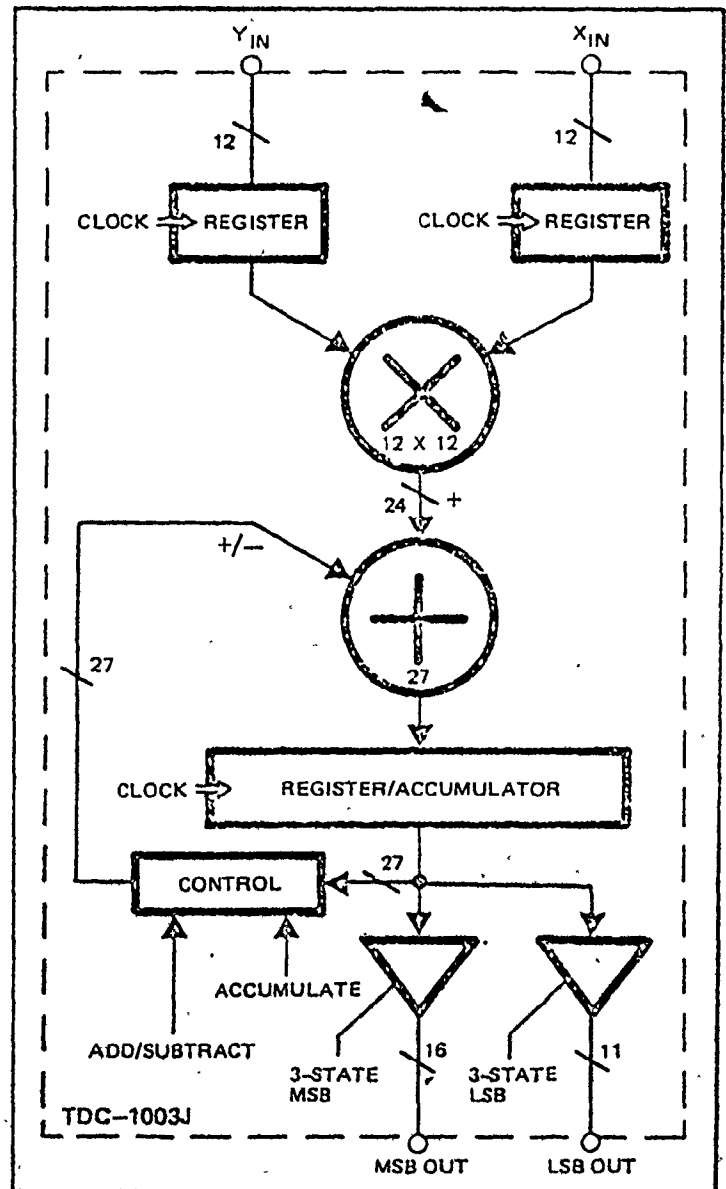 Y IN X IN
12 12
CLOCK REGISTER CLOCK REGISTER
12 X 12
24 +
+/−
27
27
CLOCK REGISTER/ACCUMULATOR
27
CONTROL
ACCUMULATE
ADD/SUBTRACT
16 11
3-STATE MSB
3-STATE LSB
TDC-1003J
MSB OUT LSB OUT